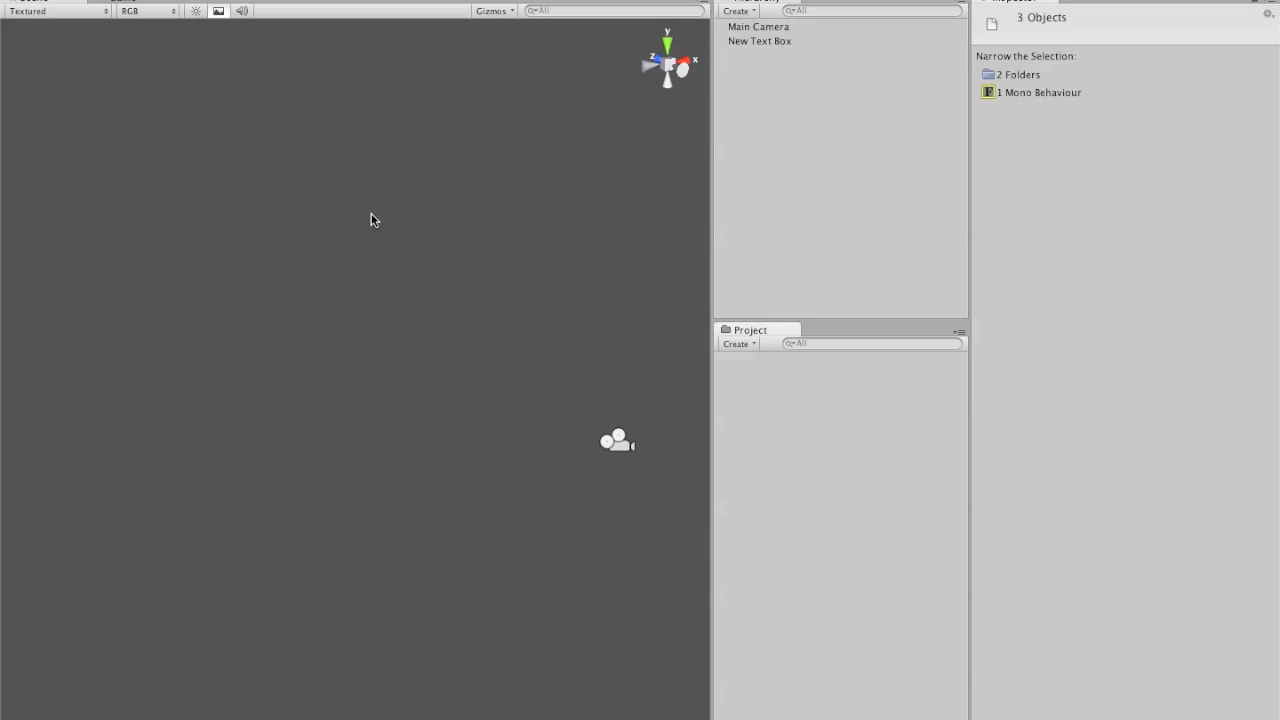 Textured
RGB
Gizmos
All
y
z
x
Create
All
Main Camera
New Text Box
Project
Create
All
3 Objects
Narrow the Selection:
2 Folders
1 Mono Behaviour